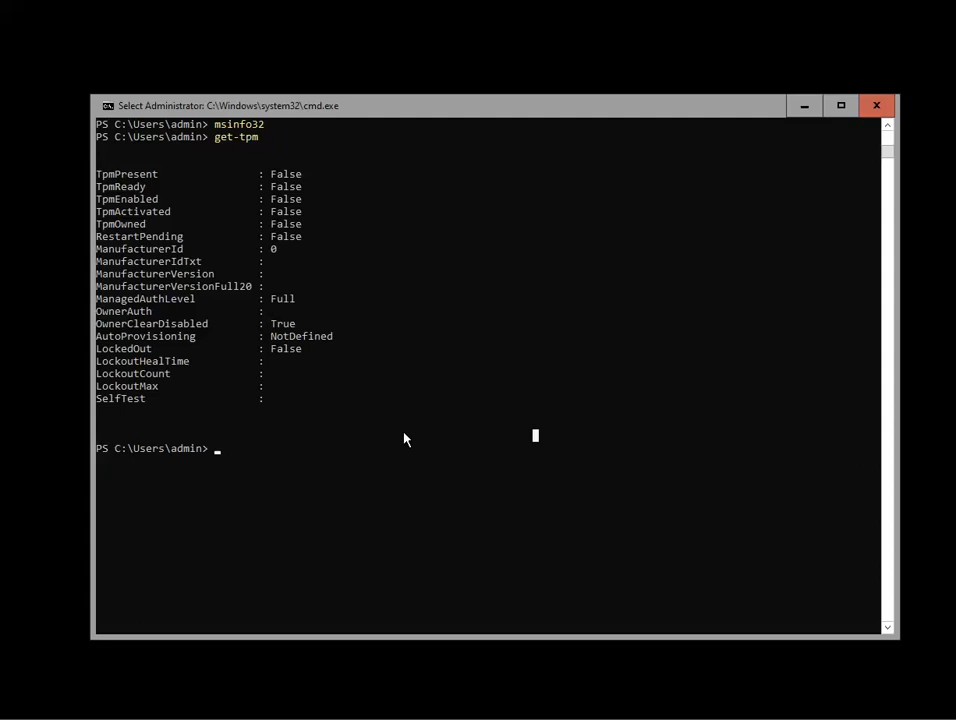 Select Administrator: C:\Windows\system32\cmd.exe
PS C:\Users\admin> msinfo32
PS C:\Users\admin> get-tpm
TpmPresent : False
TpmReady : False
TpmEnabled : False
TpmActivated : False
TpmOwned : False
RestartPending : False
ManufacturerId : 0
ManufacturerIdTxt :
ManufacturerVersion :
ManufacturerVersionFull20 :
ManagedAuthLevel : Full
OwnerAuth :
OwnerClearDisabled : True
AutoProvisioning : NotDefined
LockedOut : False
LockoutHealTime :
LockoutCount :
LockoutMax :
SelfTest :
PS C:\Users\admin>